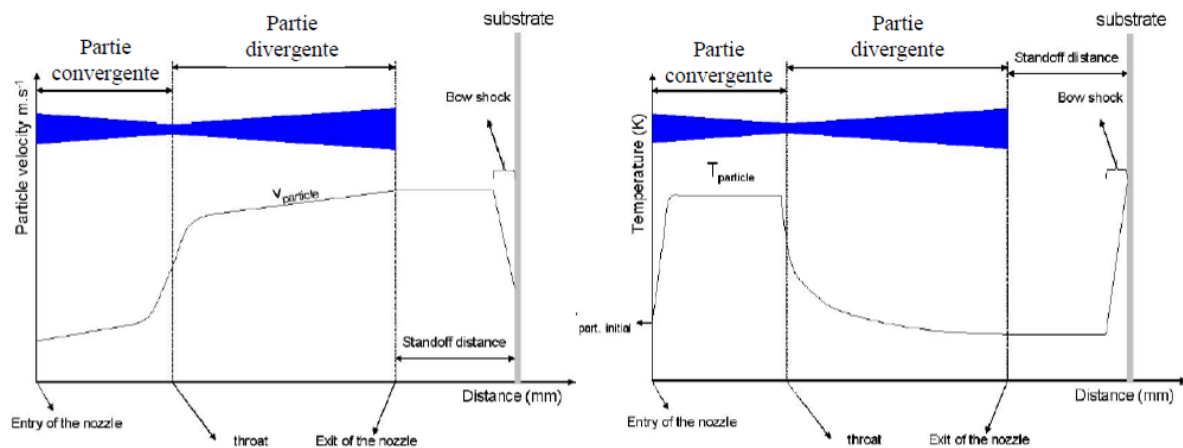 substrate
Partie
divergente
Partie
convergente
Bow shock
Particle velocity m.s-1
Vparticle
Standoff distance
Distance (mm)
Entry of the nozzle
throat
Exit of the nozzle
substrate
Partie
divergente
Partie
convergente
Standoff distance
Bow shock
Temperature (K)
Tparticle
part. initial
Distance (mm)
Entry of the nozzle
throat
Exit of the nozzle